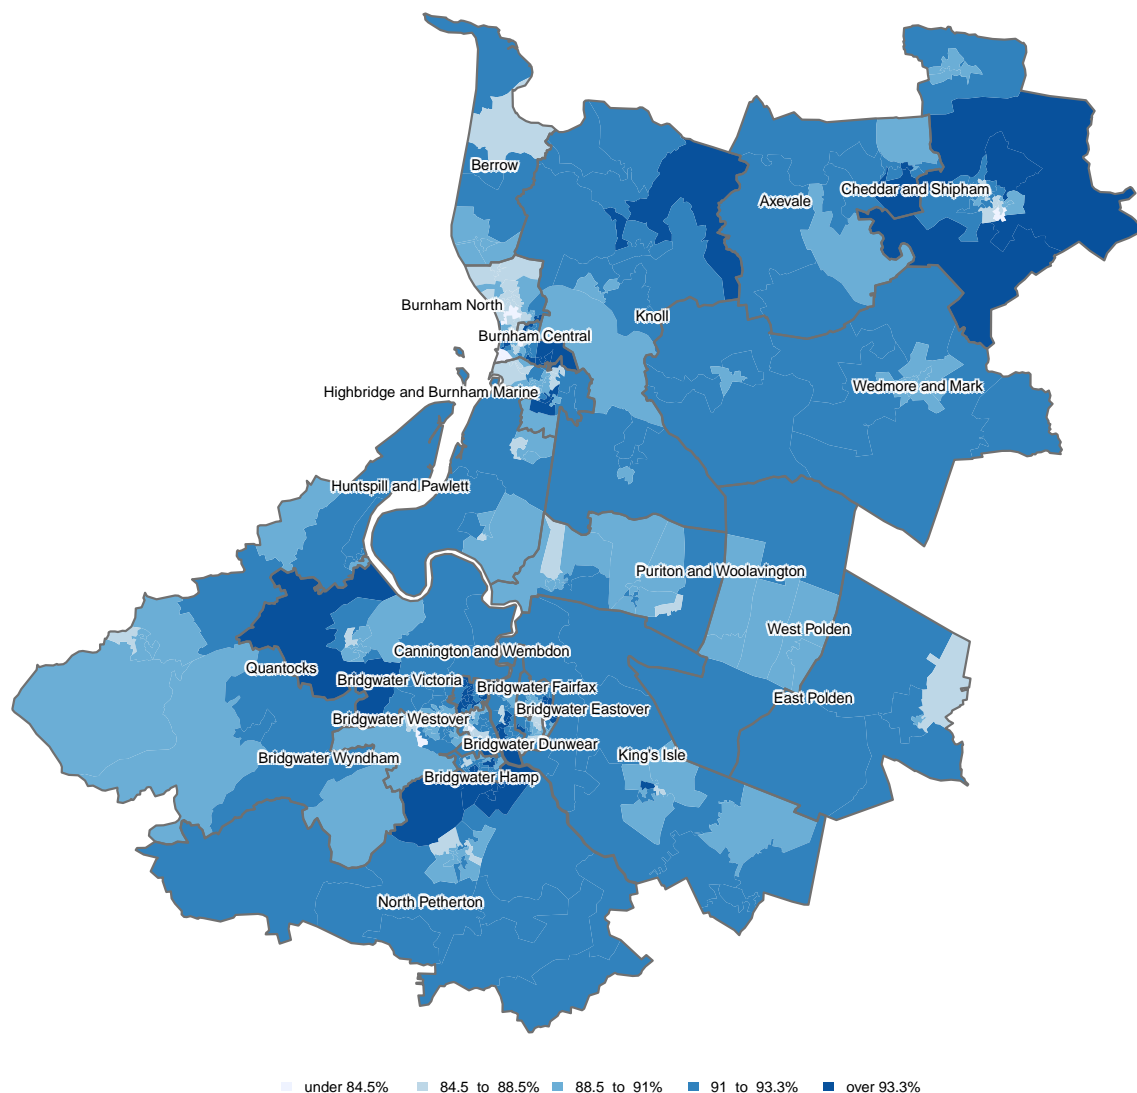 Berrow
Cheddar and Shipham
Axevale
Burnham North
Knoll
Burnham Central
Wedmore and Mark
Highbridge and Burnham Marine
Huntspill and Pawlett
Puriton and Woolavington
West Polden
Cannington and Wembdon
Quantocks
Bridgwater Victoria
Bridgwater Fairfax
East Polden
Bridgwater Eastover
Bridgwater Westover
Bridgwater Dunwear
King's Isle
Bridgwater Wyndham
Bridgwater Hamp
North Petherton
under 84.5% 84.5 to 88.5% 88.5 to 91% 91 to 93.3% over 93.3%